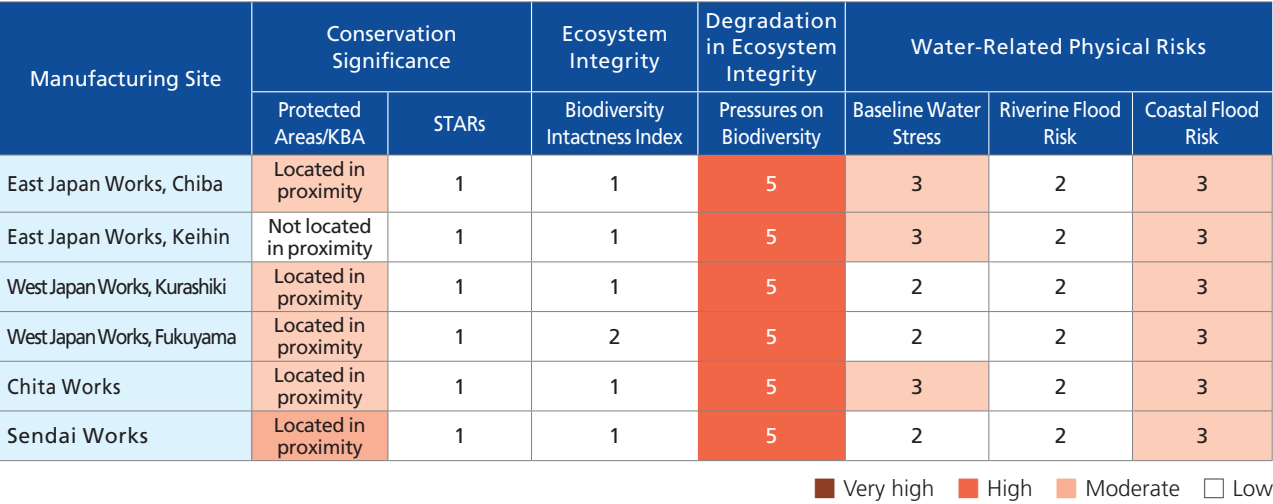 Manufacturing Site
Conservation
Significance
Ecosystem
Integrity
Degradation
in Ecosystem
Integrity
Water-Related Physical Risks
Protected
Areas/KBA
STARs
Biodiversity
Intactness Index
Pressures on
Biodiversity
Baseline Water
Stress
Riverine Flood
Risk
Coastal Flood
Risk
East Japan Works, Chiba
Located in
proximity
1
1
5
3
2
3
East Japan Works, Keihin
Not located
in proximity
1
1
5
3
2
3
West Japan Works, Kurashiki
Located in
proximity
1
1
5
2
2
3
West Japan Works, Fukuyama
Located in
proximity
1
2
5
2
2
3
Chita Works
Located in
proximity
1
1
5
3
2
3
Sendai Works
Located in
proximity
1
1
5
2
2
3
Very high High Moderate Low